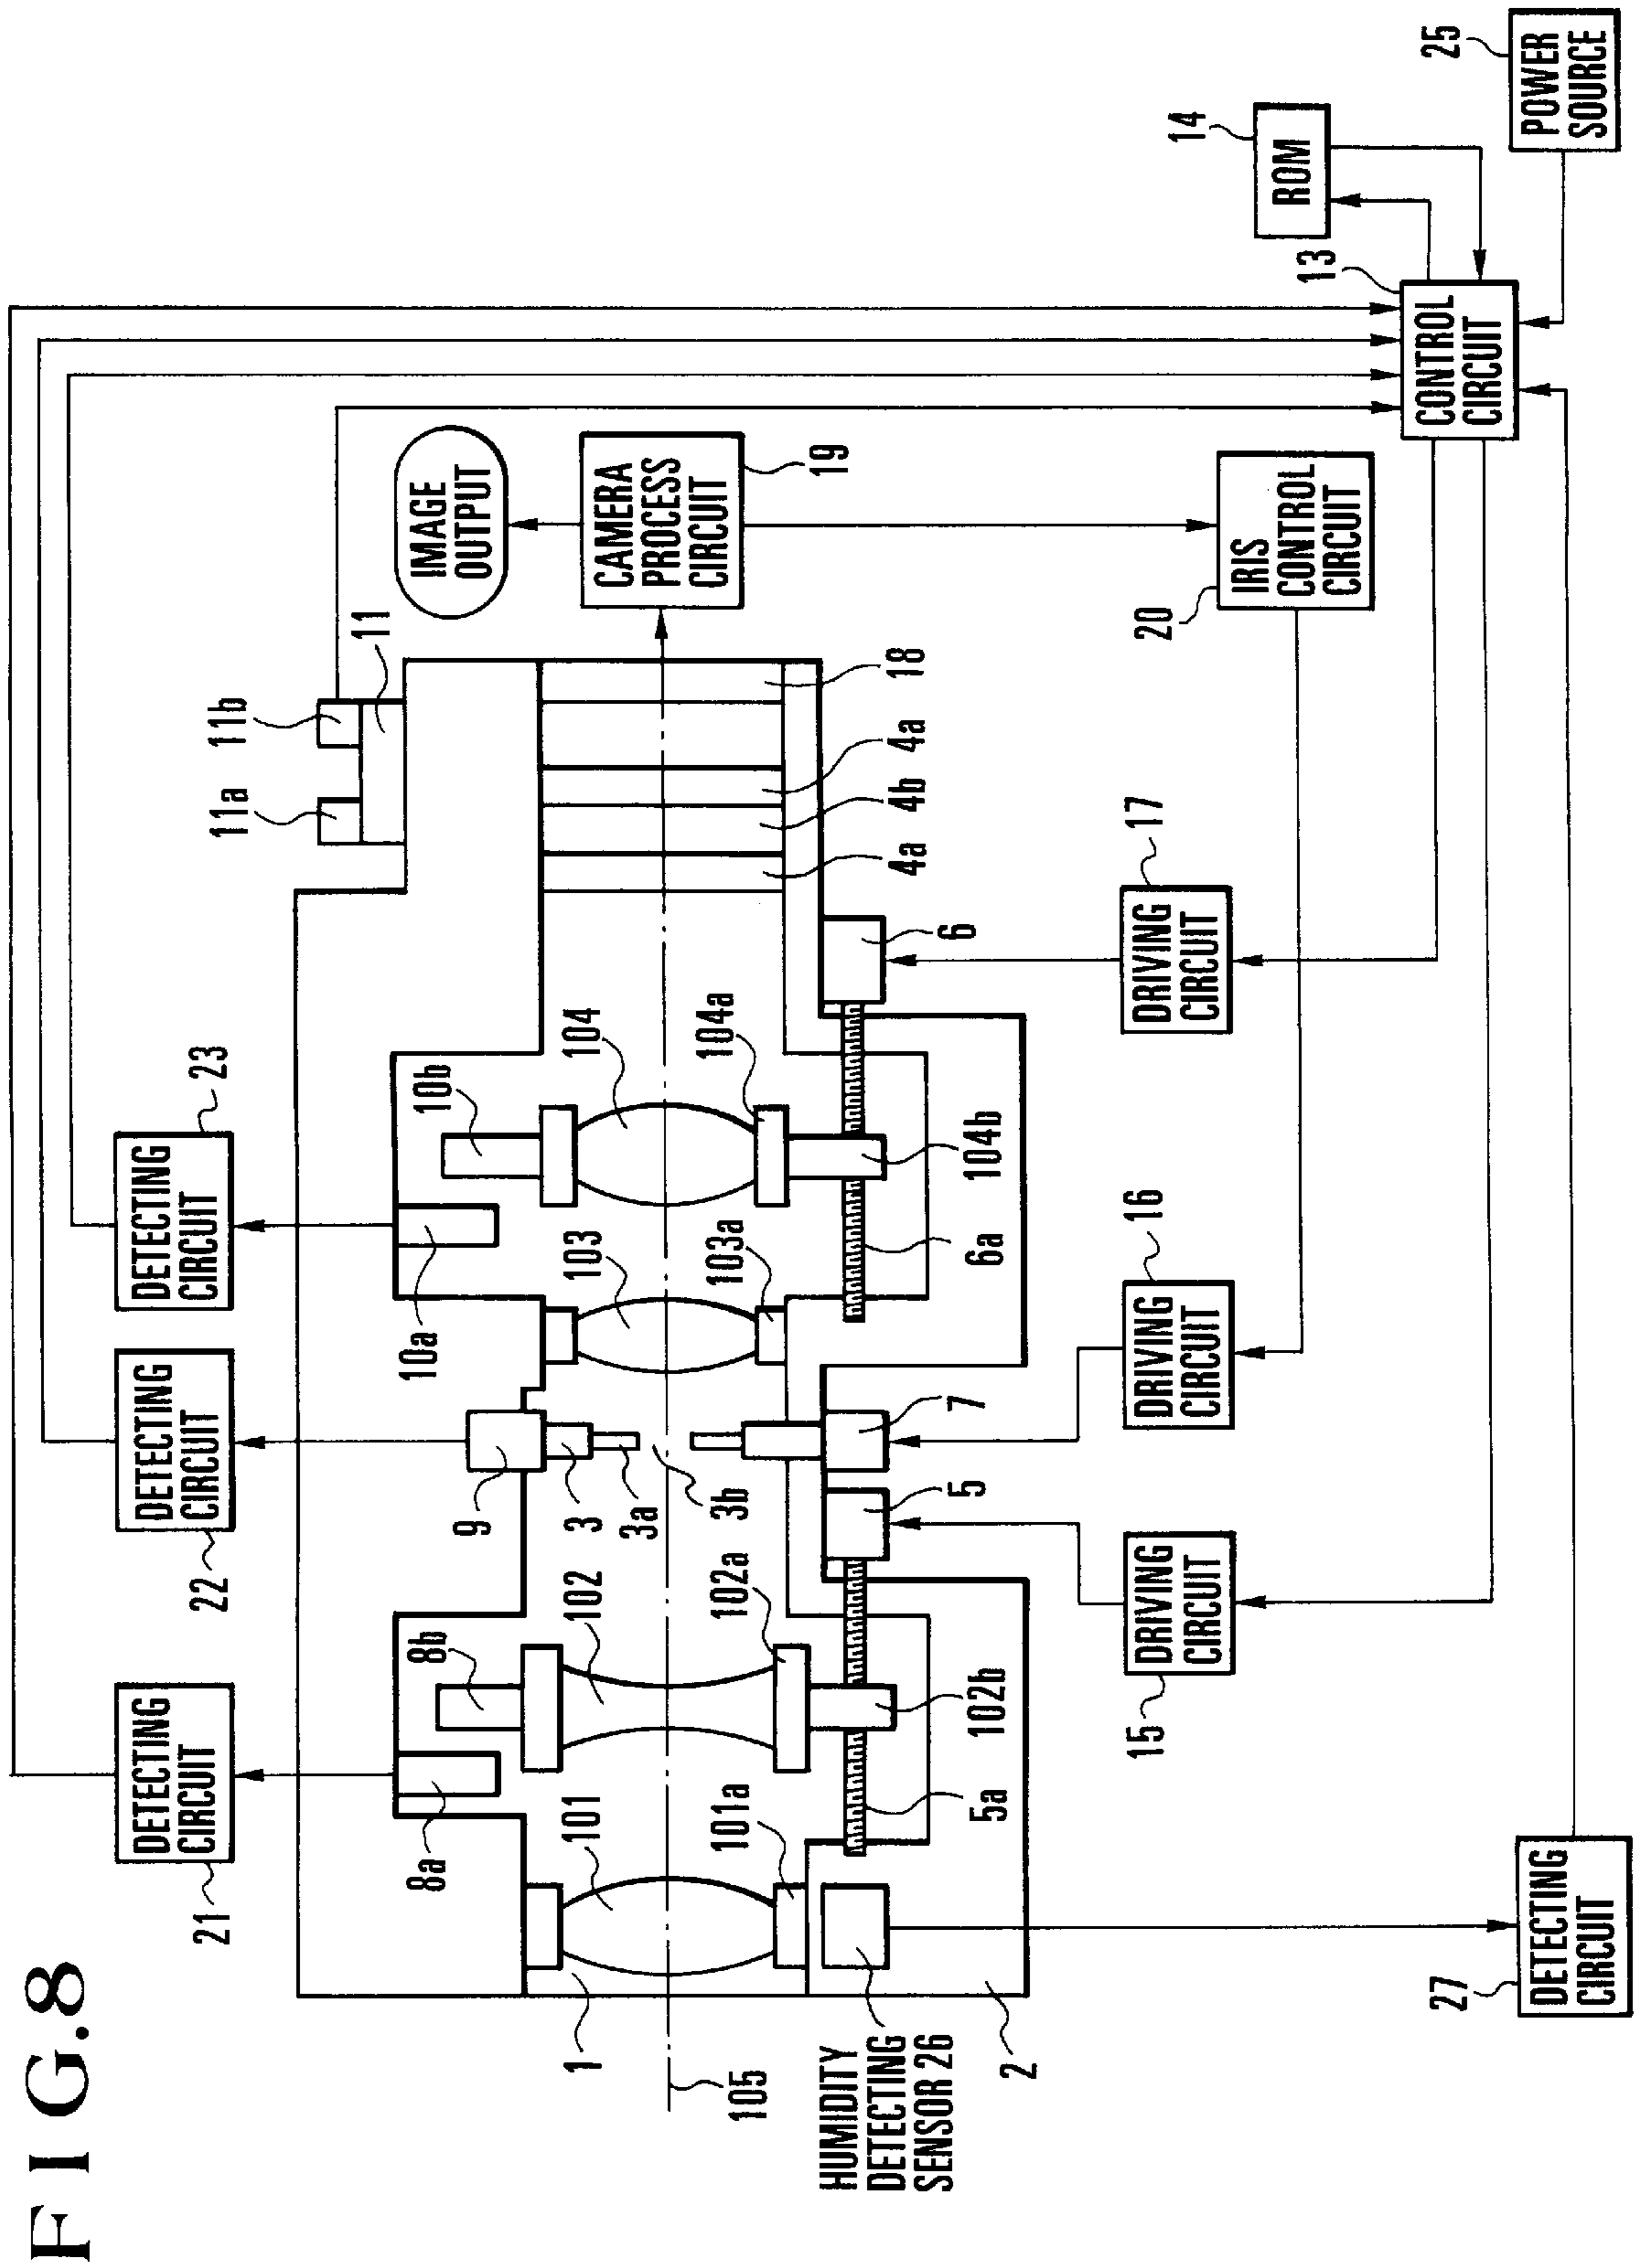 FIG.8
21
DETECTING
CIRCUIT
22
DETECTING
CIRCUIT
23
DETECTING
CIRCUIT
8a
8b
9
3
3a
3b
10a
10b
11a
11b
11
1
101
101a
102
102a
102b
103
103a
104
104a
104b
105
IMAGE
OUTPUT
CAMERA
PROCESS
CIRCUIT
19
18
4a
4b
4a
HUMIDITY
DETECTING
SENSOR 26
2
5a
5
7
6a
6
15
DRIVING
CIRCUIT
16
DRIVING
CIRCUIT
17
DRIVING
CIRCUIT
20
IRIS
CONTROL
CIRCUIT
13
CONTROL
CIRCUIT
14
ROM
25
POWER
SOURCE
27
DETECTING
CIRCUIT